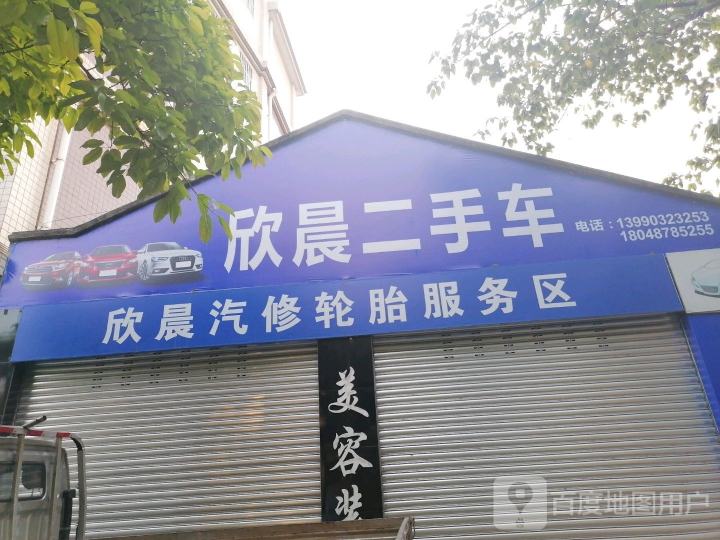 欣晨二手车
电话：13990323253
18048785255
欣晨汽修轮胎服务区
美容装
百度地图用户